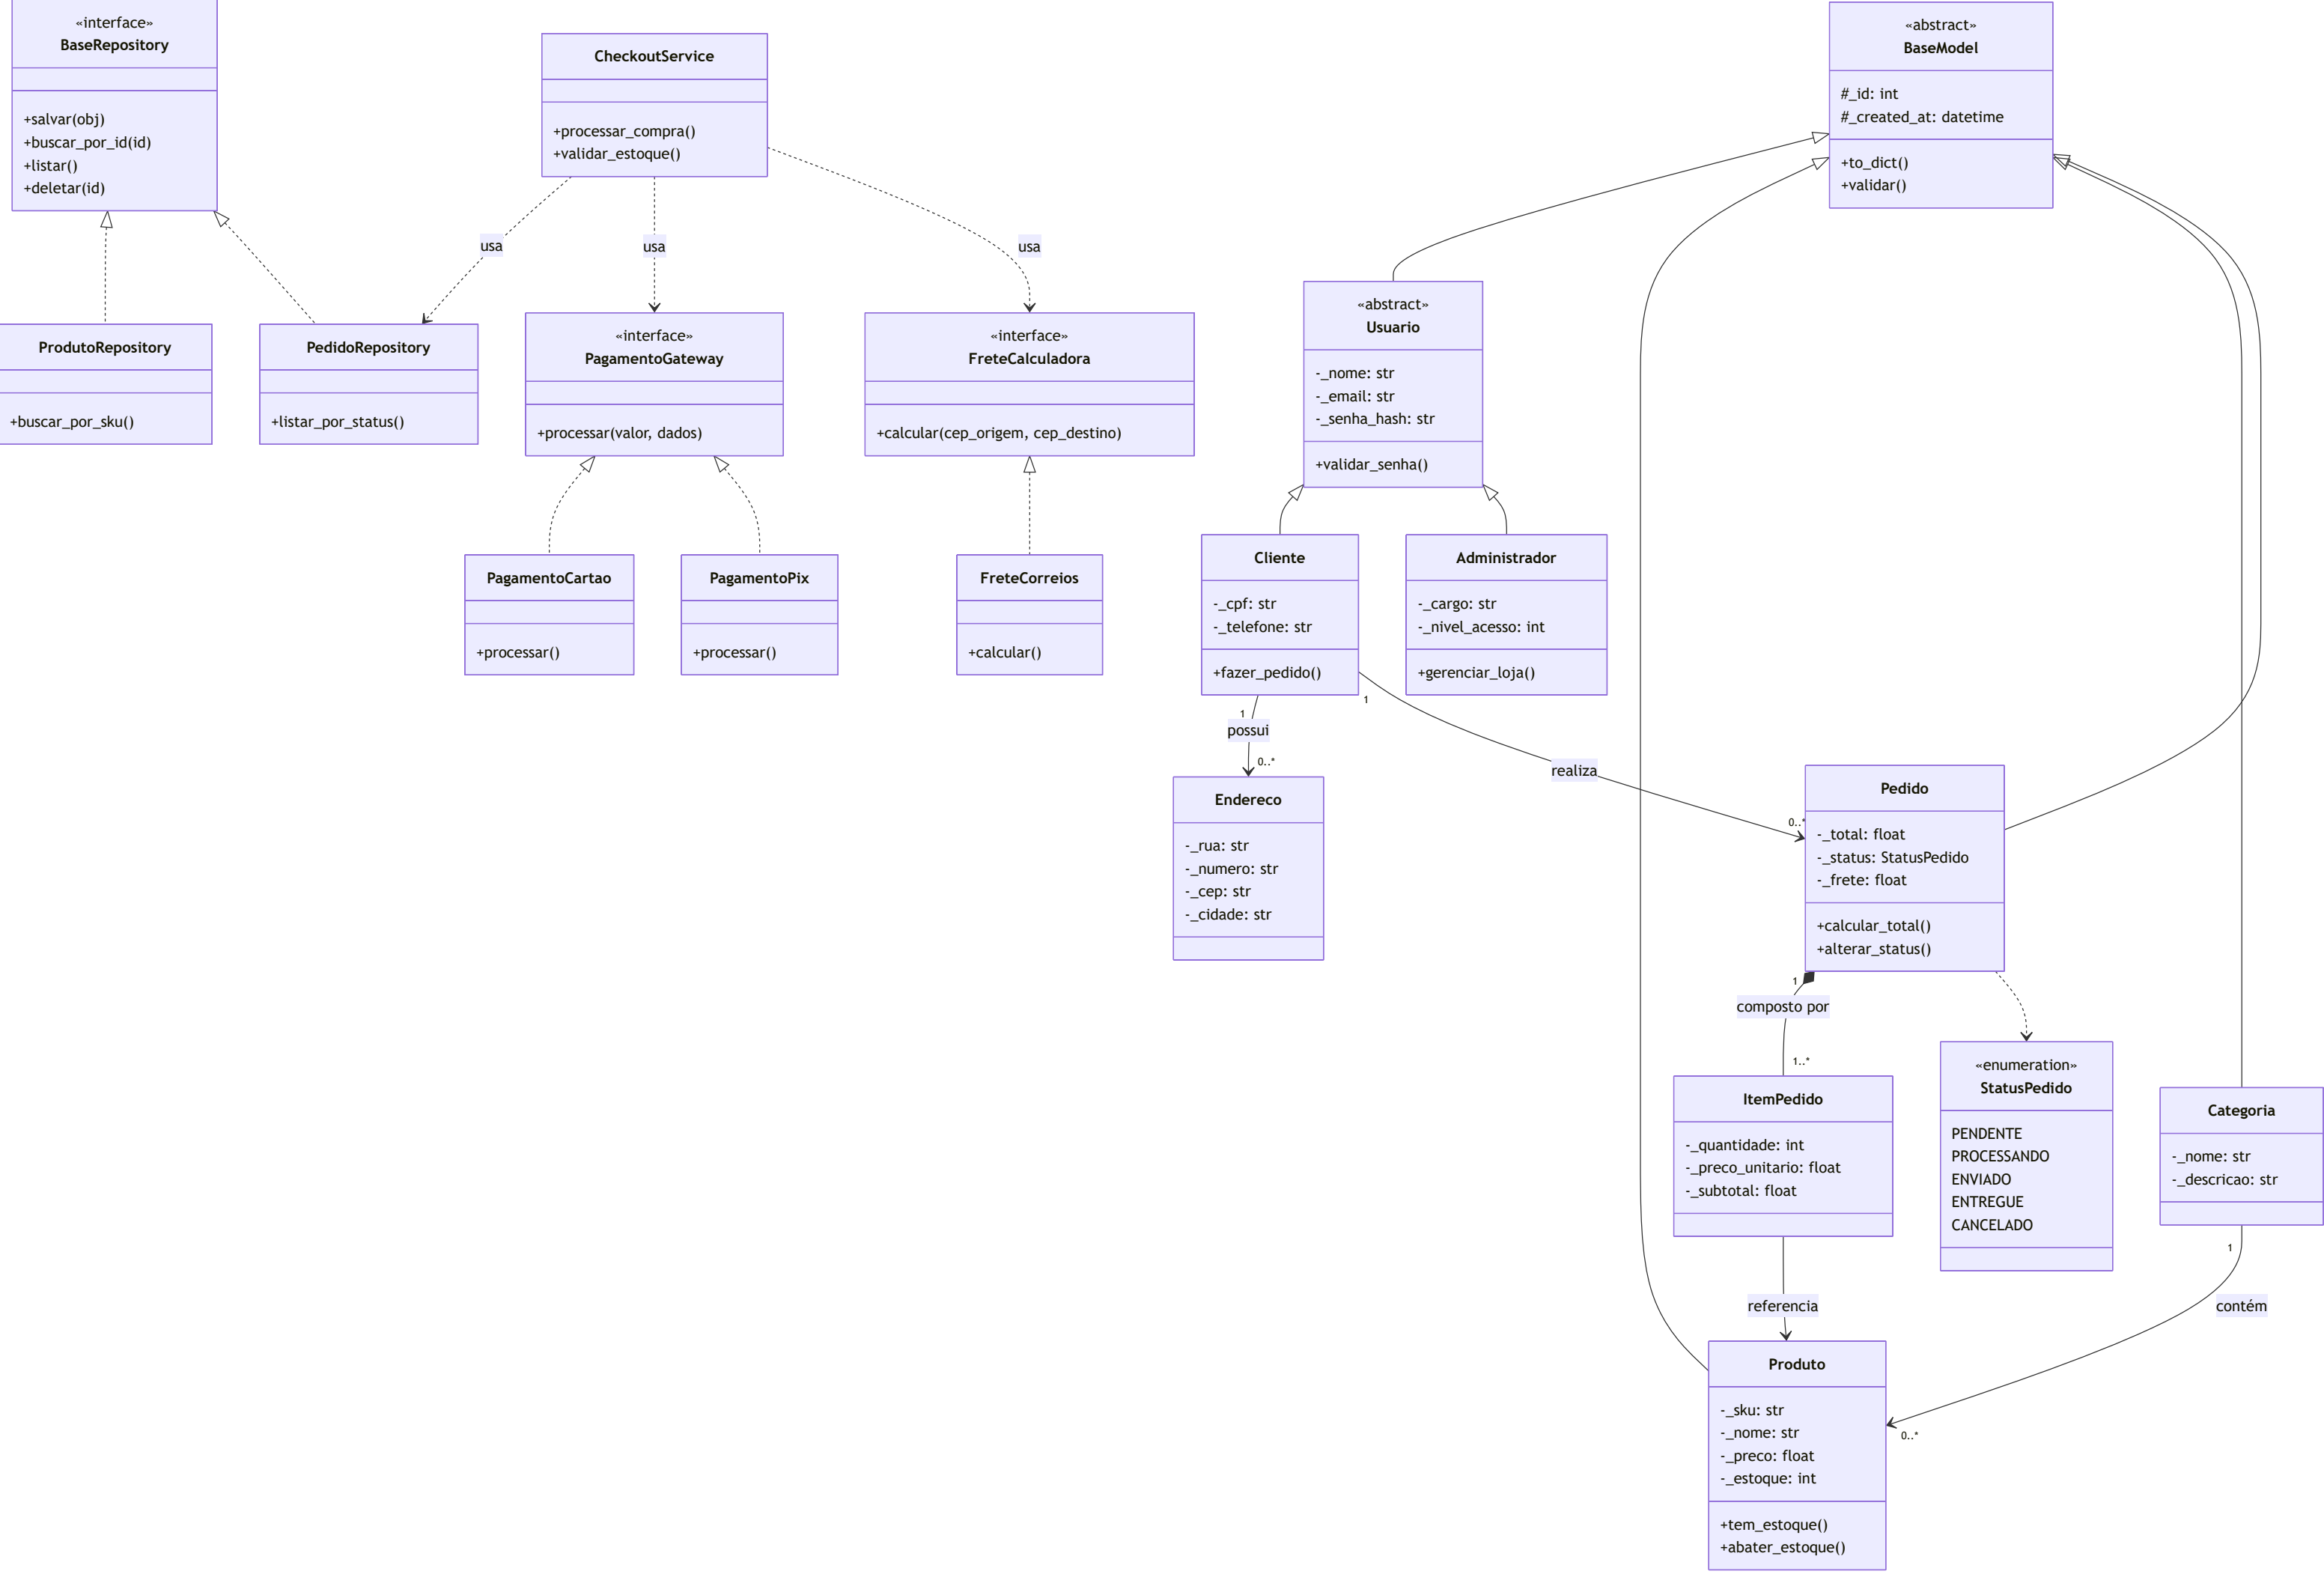 «interface»
BaseRepository
+salvar(obj)
+buscar_por_id(id)
+listar()
+deletar(id)
CheckoutService
+processar_compra()
+validar_estoque()
«abstract»
BaseModel
#_id: int
#_created_at: datetime
+to_dict()
+validar()
usa
usa
usa
ProdutoRepository
+buscar_por_sku()
PedidoRepository
+listar_por_status()
«interface»
PagamentoGateway
+processar(valor, dados)
«interface»
FreteCalculadora
+calcular(cep_origem, cep_destino)
«abstract»
Usuario
-_nome: str
-_email: str
-_senha_hash: str
+validar_senha()
PagamentoCartao
+processar()
PagamentoPix
+processar()
FreteCorreios
+calcular()
Cliente
-_cpf: str
-_telefone: str
+fazer_pedido()
Administrador
-_cargo: str
-_nivel_acesso: int
+gerenciar_loja()
1
possui
0..*
1
realiza
0..*
Endereco
-_rua: str
-_numero: str
-_cep: str
-_cidade: str
Pedido
-_total: float
-_status: StatusPedido
-_frete: float
+calcular_total()
+alterar_status()
1
composto por
1..*
ItemPedido
-_quantidade: int
-_preco_unitario: float
-_subtotal: float
«enumeration»
StatusPedido
PENDENTE
PROCESSANDO
ENVIADO
ENTREGUE
CANCELADO
Categoria
-_nome: str
-_descricao: str
1
referencia
contém
0..*
Produto
-_sku: str
-_nome: str
-_preco: float
-_estoque: int
+tem_estoque()
+abater_estoque()